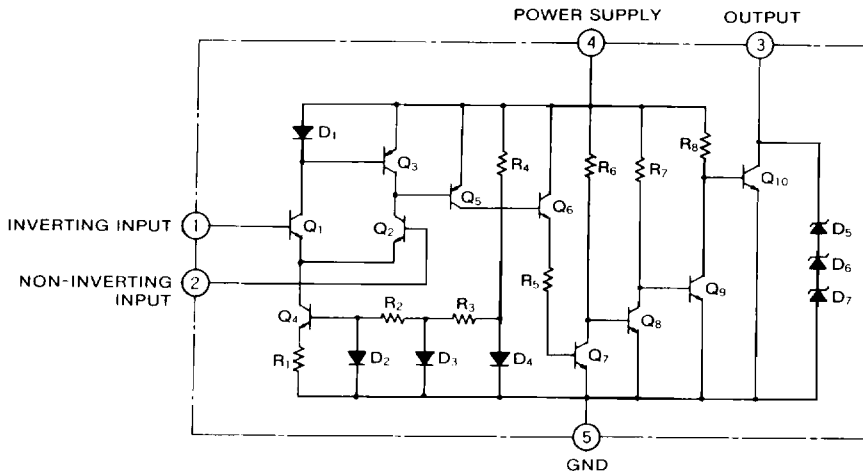 POWER SUPPLY
OUTPUT
4
3
D1
R4
R6
R7
R8
Q3
Q5
Q6
Q10
INVERTING INPUT
1
Q1
Q2
D5
2
NON-INVERTING
INPUT
D6
R5
Q9
D7
Q4
R2
R3
Q8
R1
D2
D3
D4
Q7
5
GND